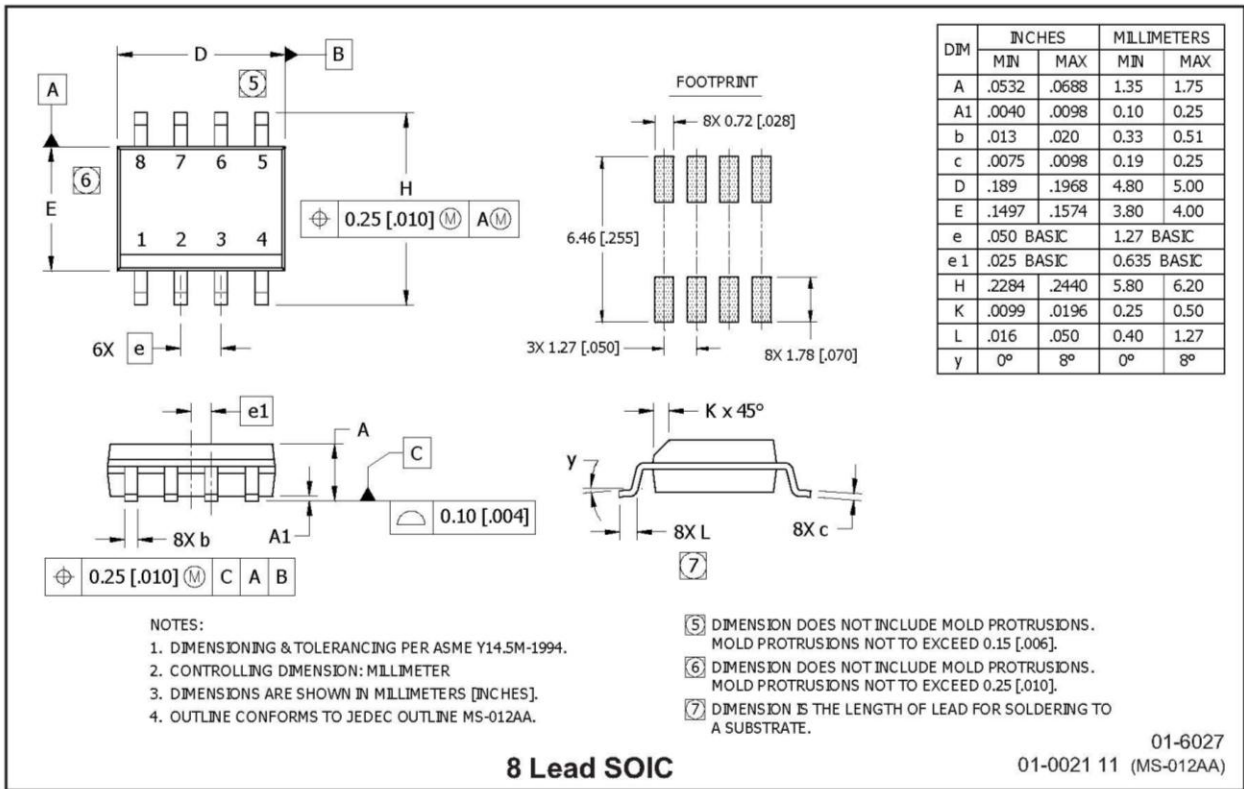 D
B
5
A
8 7 6 5
6
E
H
0.25 [.010] M A M
1 2 3 4
6X e
FOOTPRINT
8X 0.72 [.028]
6.46 [.255]
3X 1.27 [.050]
8X 1.78 [.070]
DIM INCHES MILLIMETERS
MIN MAX MIN MAX
A .0532 .0688 1.35 1.75
A1 .0040 .0098 0.10 0.25
b .013 .020 0.33 0.51
c .0075 .0098 0.19 0.25
D .189 .1968 4.80 5.00
E .1497 .1574 3.80 4.00
e .050 BASIC 1.27 BASIC
e 1 .025 BASIC 0.635 BASIC
H .2284 .2440 5.80 6.20
K .0099 .0196 0.25 0.50
L .016 .050 0.40 1.27
y 0° 8° 0° 8°
e1
A
C
0.10 [.004]
A1
8X b
0.25 [.010] M C A B
K x 45°
y
8X L
8X c
7
NOTES:
1. DIMENSIONING & TOLERANCING PER ASME Y14.5M-1994.
2. CONTROLLING DIMENSION: MILLIMETER
3. DIMENSIONS ARE SHOWN IN MILLIMETERS [INCHES].
4. OUTLINE CONFORMS TO JEDEC OUTLINE MS-012AA.
5 DIMENSION DOES NOT INCLUDE MOLD PROTRUSIONS.
MOLD PROTRUSIONS NOT TO EXCEED 0.15 [.006].
6 DIMENSION DOES NOT INCLUDE MOLD PROTRUSIONS.
MOLD PROTRUSIONS NOT TO EXCEED 0.25 [.010].
7 DIMENSION IS THE LENGTH OF LEAD FOR SOLDERING TO
A SUBSTRATE.
8 Lead SOIC
01-6027
01-0021 11 (MS-012AA)